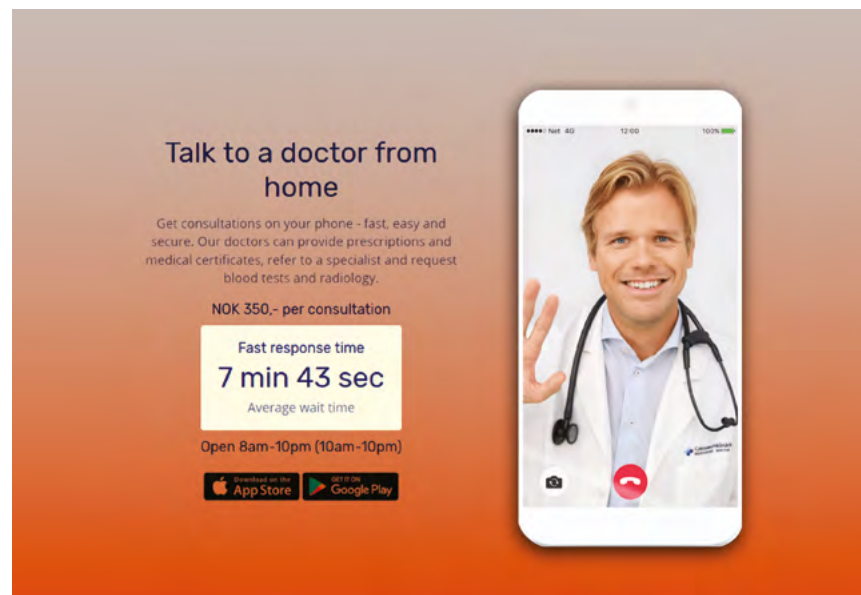 Talk to a doctor from
home
Get consultations on your phone - fast, easy and
secure. Our doctors can provide prescriptions and
medical certificates, refer to a specialist and request
blood tests and radiology.
NOK 350,- per consultation
Fast response time
7 min 43 sec
Average wait time
Open 8am-10pm (10am-10pm)
Download on the
App Store
GET IT ON
Google Play
Net 4G 12:00 100%